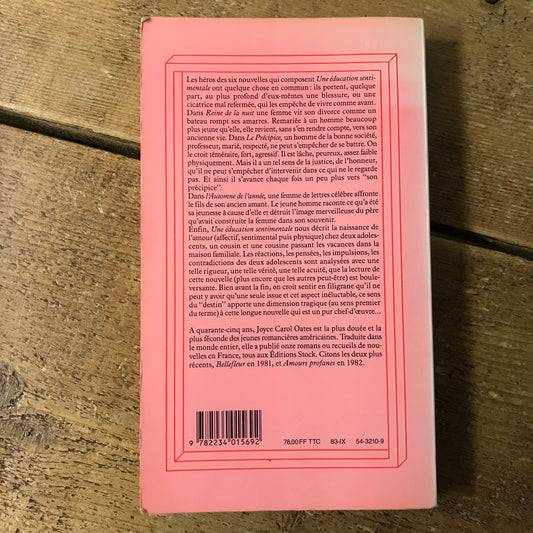 Les héros des six nouvelles qui composent Une éducation senti-
mentale ont quelque chose en commun : ils portent, quelque
part, au plus profond d'eux-mêmes une blessure, ou une
cicatrice mal refermée, qui les empêche de vivre comme avant.
Dans Reine de la nuit une femme vit son divorce comme un
bateau rompt ses amarres. Remariée à un homme beaucoup
plus jeune qu'elle, elle revient, sans s'en rendre compte, vers son
ancienne vie. Dans Le Précipice, un homme de la bonne société,
professeur, marié, respecté, ne peut s'empêcher de se battre. On
le croit téméraire, fort, agressif. Il est lâche, peureux, assez faible
physiquement. Mais il a un tel sens de la justice, de l'honneur,
qu'il ne peut s'empêcher d'intervenir dans ce qui ne le regarde
pas. Et ainsi il s'avance chaque fois un peu plus vers "son
précipice".
Dans l'Automne de l'année, une femme de lettres célèbre affronte
le fils de son ancien amant. Le jeune homme raconte ce qu'a été
sa jeunesse à cause d'elle et détruit l'image merveilleuse du père
qu'avait construite la femme dans son souvenir.
Enfin, Une éducation sentimentale nous décrit la naissance de
l'amour (affectif, sentimental puis physique) chez deux adoles-
cents, un cousin et une cousine passant les vacances dans la
maison familiale. Les réactions, les pensées, les impulsions, les
contradictions des deux adolescents sont analysées avec une
telle rigueur, une telle vérité, une telle acuité, que la lecture de
cette nouvelle (plus encore que les autres peut-être) est boule-
versante. Bien avant la fin, on croit sentir en filigrane qu'il ne
peut y avoir qu'une seule issue et cet aspect inéluctable, ce sens
du "destin" apporte une dimension tragique (au sens premier
du terme) à cette longue nouvelle qui est un pur chef-d'œuvre...
A quarante-cinq ans, Joyce Carol Oates est la plus douée et la
plus féconde des jeunes romancières américaines. Traduite dans
le monde entier, elle a publié onze romans ou recueils de nou-
velles en France, tous aux Éditions Stock. Citons les deux plus
récents, Bellefleur en 1981, et Amours profanes en 1982.
9 782234 015692
78,00 FF TTC 83-IX 54-3210-9